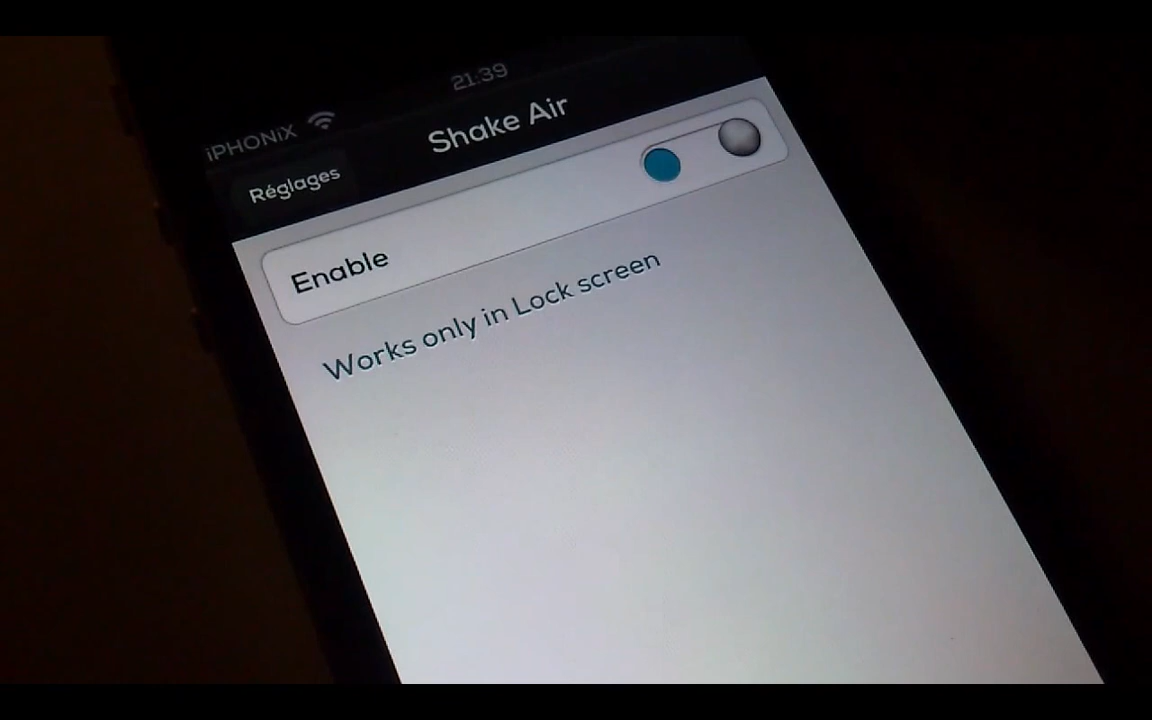 21:39
iPHONiX
Shake Air
Réglages
Enable
Works only in Lock screen